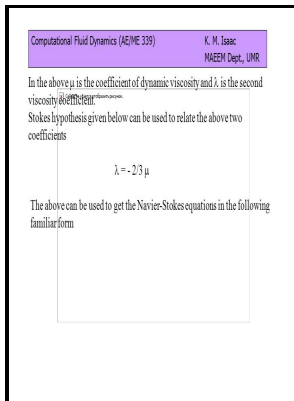 Computational Fluid Dynamics (AE/ME 339)
K. M. Isaac
MAEEM Dept., UMR
In the above μ is the coefficient of dynamic viscosity and λ is the second
viscosity coefficient.
Stokes hypothesis given below can be used to relate the above two
coefficients
λ = - 2/3 μ
The above can be used to get the Navier-Stokes equations in the following
familiar form